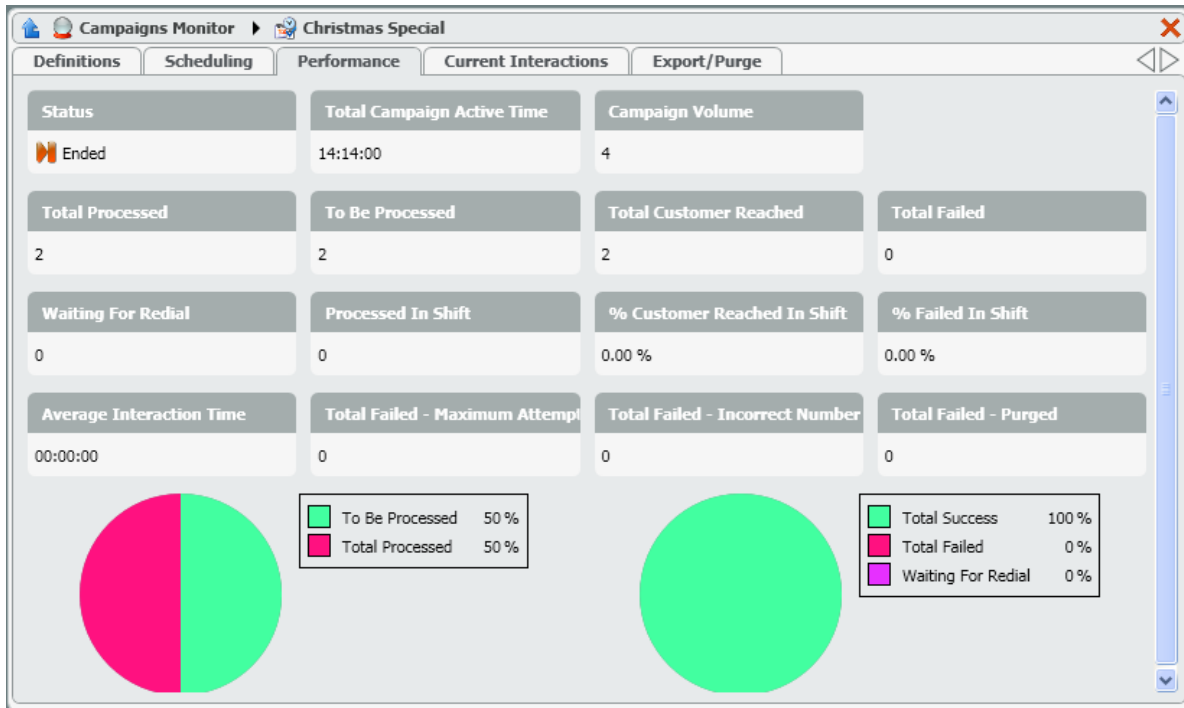 Campaigns Monitor Christmas Special
Definitions Scheduling Performance Current Interactions Export/Purge
Status Total Campaign Active Time Campaign Volume
Ended 14:14:00 4
Total Processed To Be Processed Total Customer Reached Total Failed
2 2 2 0
Waiting For Redial Processed In Shift % Customer Reached In Shift % Failed In Shift
0 0 0.00 % 0.00 %
Average Interaction Time Total Failed - Maximum Attempt Total Failed - Incorrect Number Total Failed - Purged
00:00:00 0 0 0
To Be Processed 50 %
Total Processed 50 %
Total Success 100 %
Total Failed 0 %
Waiting For Redial 0 %